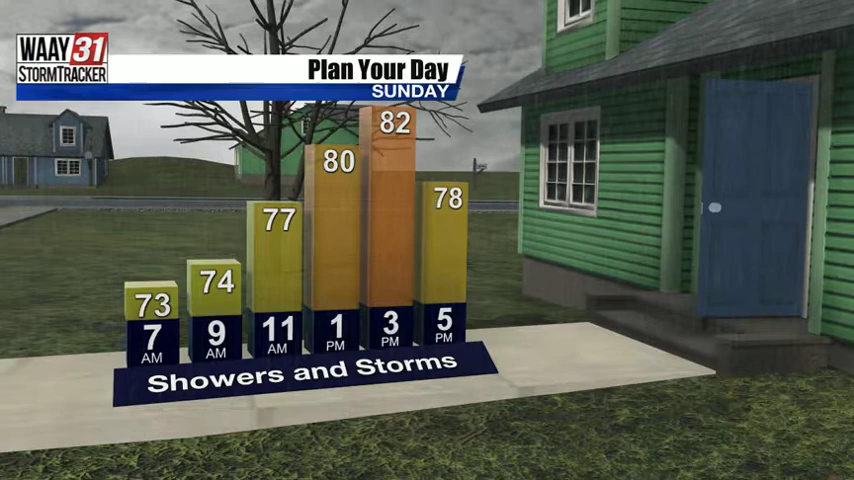 WAAY 31
STORMTRACKER
Plan Your Day
SUNDAY
73 74 77 80 82 78
7 9 11 1 3 5
AM AM AM PM PM PM
Showers and Storms